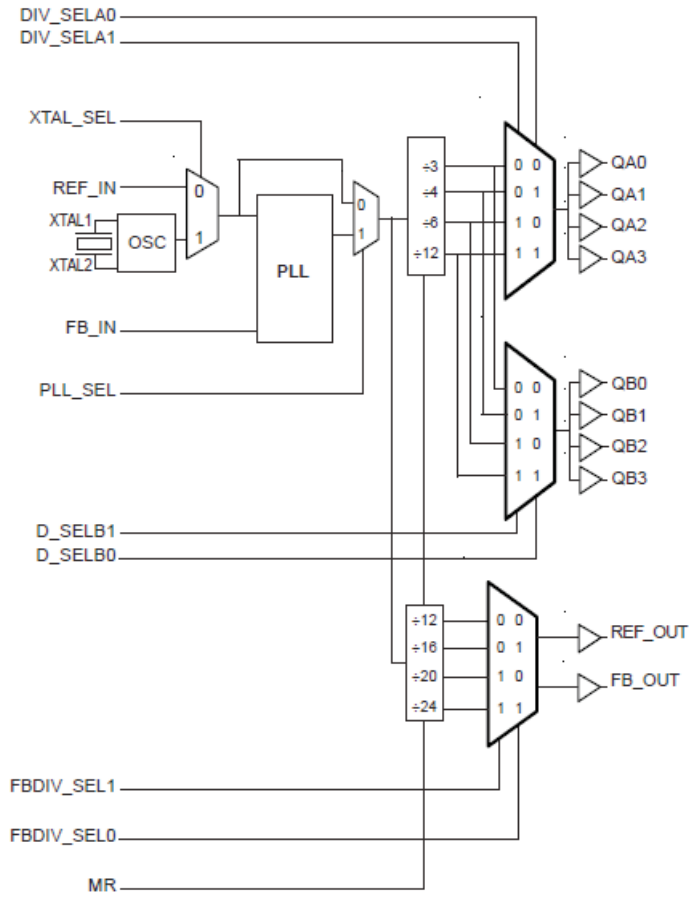 DIV_SELA0
DIV_SELA1
XTAL_SEL
REF_IN
XTAL1
XTAL2
OSC
0
1
PLL
0
1
FB_IN
PLL_SEL
÷3
÷4
÷6
÷12
0 0
0 1
1 0
1 1
QA0
QA1
QA2
QA3
0 0
0 1
1 0
1 1
QB0
QB1
QB2
QB3
D_SELB1
D_SELB0
÷12
÷16
÷20
÷24
0 0
0 1
1 0
1 1
REF_OUT
FB_OUT
FBDIV_SEL1
FBDIV_SEL0
MR